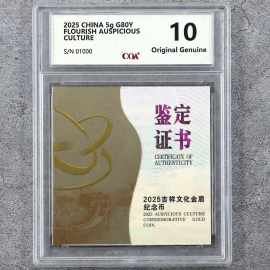 2025 CHINA 5g G80Y
FLOURISH AUSPICIOUS
CULTURE
S/N 01000
COA
10
Original Genuine
鉴定
证书
CERTIFICATE OF
AUTHENTICITY
2025吉祥文化金质
纪念币
2025 AUSPICIOUS CULTURE
COMMEMORATIVE GOLD
COIN